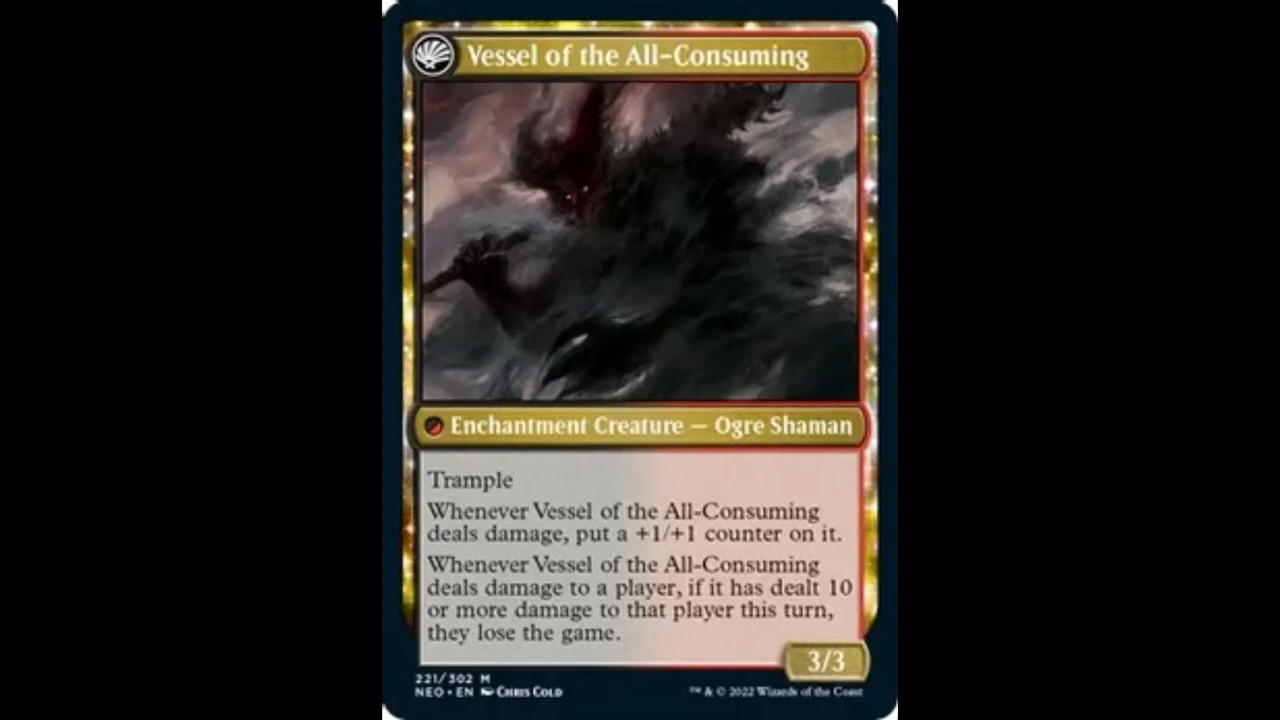 Vessel of the All-Consuming
Enchantment Creature — Ogre Shaman
Trample
Whenever Vessel of the All-Consuming
deals damage, put a +1/+1 counter on it.
Whenever Vessel of the All-Consuming
deals damage to a player, if it has dealt 10
or more damage to that player this turn,
they lose the game.
3/3
221/302 M
NEO • EN Chris Cold
™ & © 2022 Wizards of the Coast